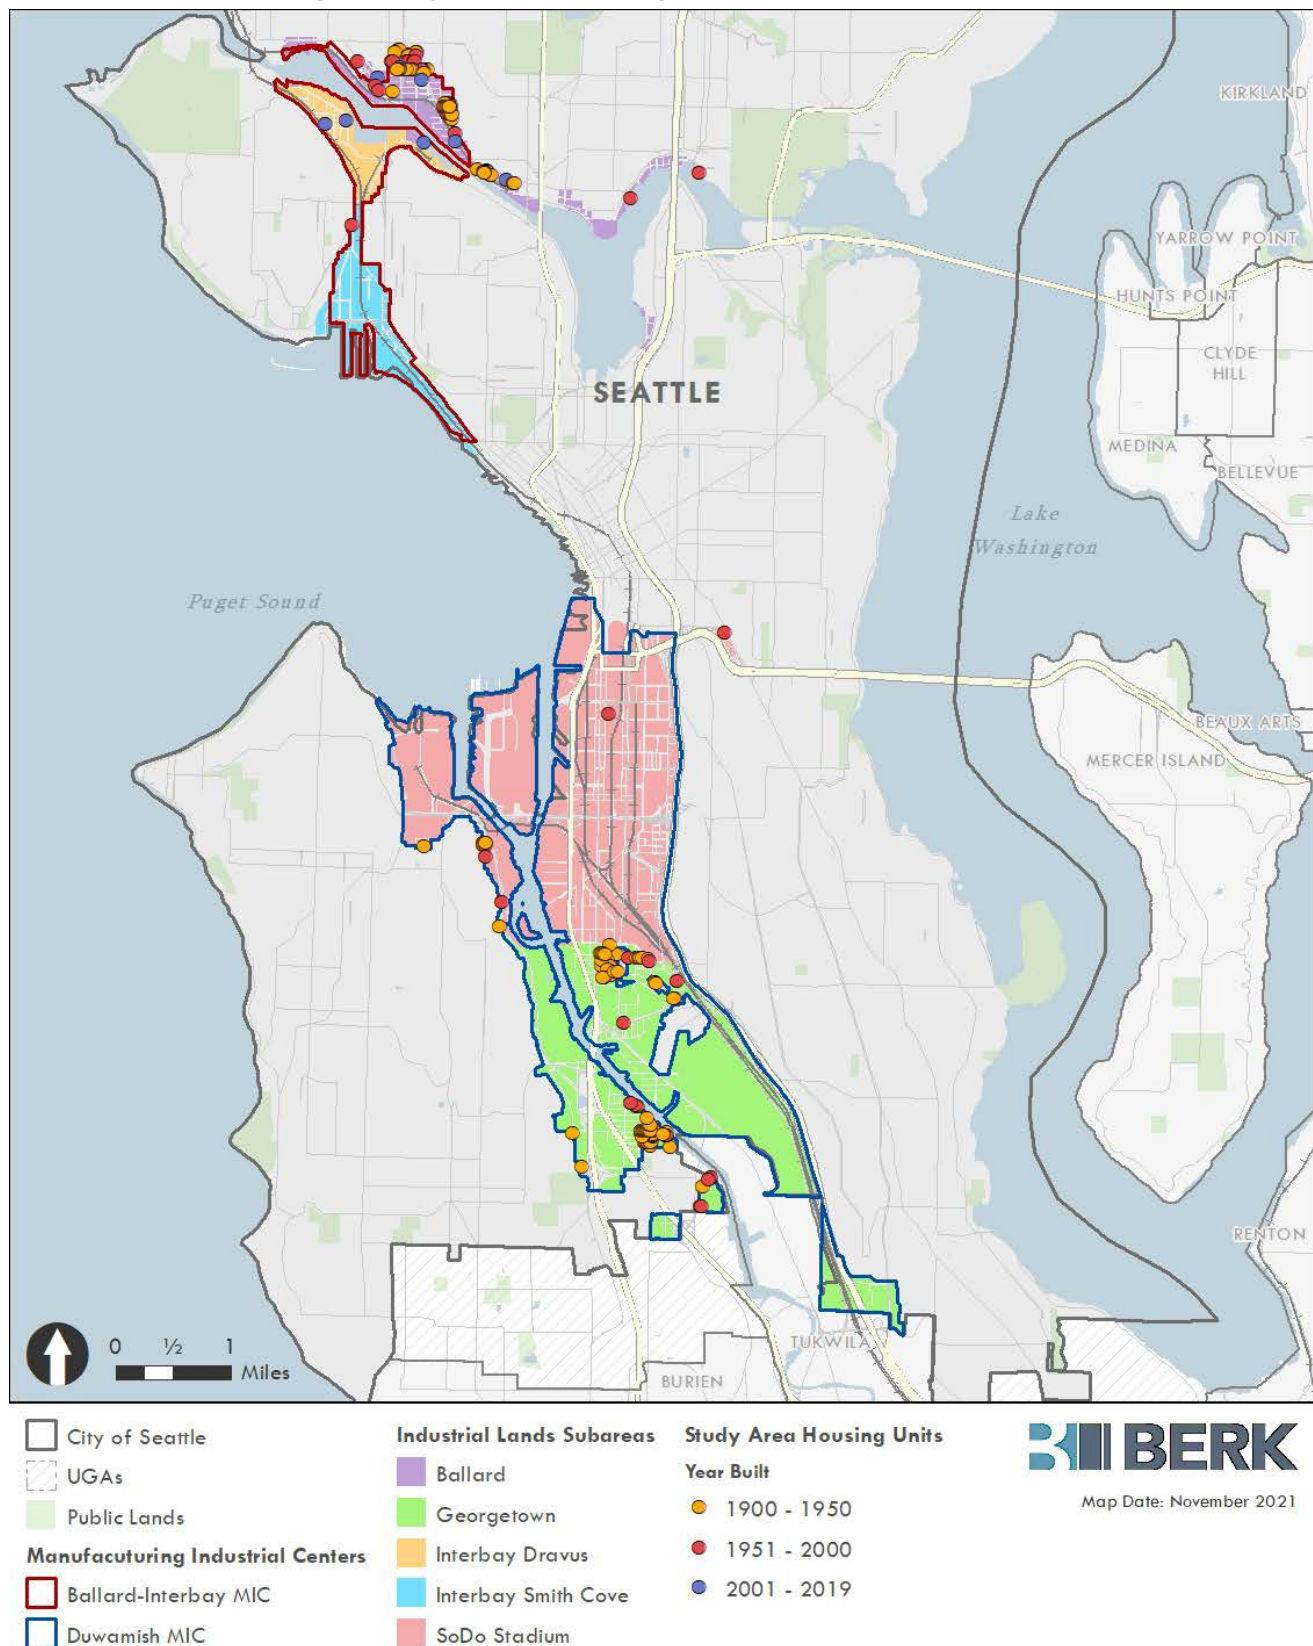 KIRKLAND
YARROW POINT
HUNTS POINT
CLYDE
HILL
SEATTLE
MEDINA
BELLEVUE
Lake
Washington
Puget Sound
BEAUX ARTS
MERCER ISLAND
RENTON
TUKWILA
BURIEN
0 ½ 1
Miles
City of Seattle
UGAs
Public Lands
Manufacuturing Industrial Centers
Ballard-Interbay MIC
Duwamish MIC
Industrial Lands Subareas
Ballard
Georgetown
Interbay Dravus
Interbay Smith Cove
SoDo Stadium
Study Area Housing Units
Year Built
1900 - 1950
1951 - 2000
2001 - 2019
BERK
Map Date: November 2021